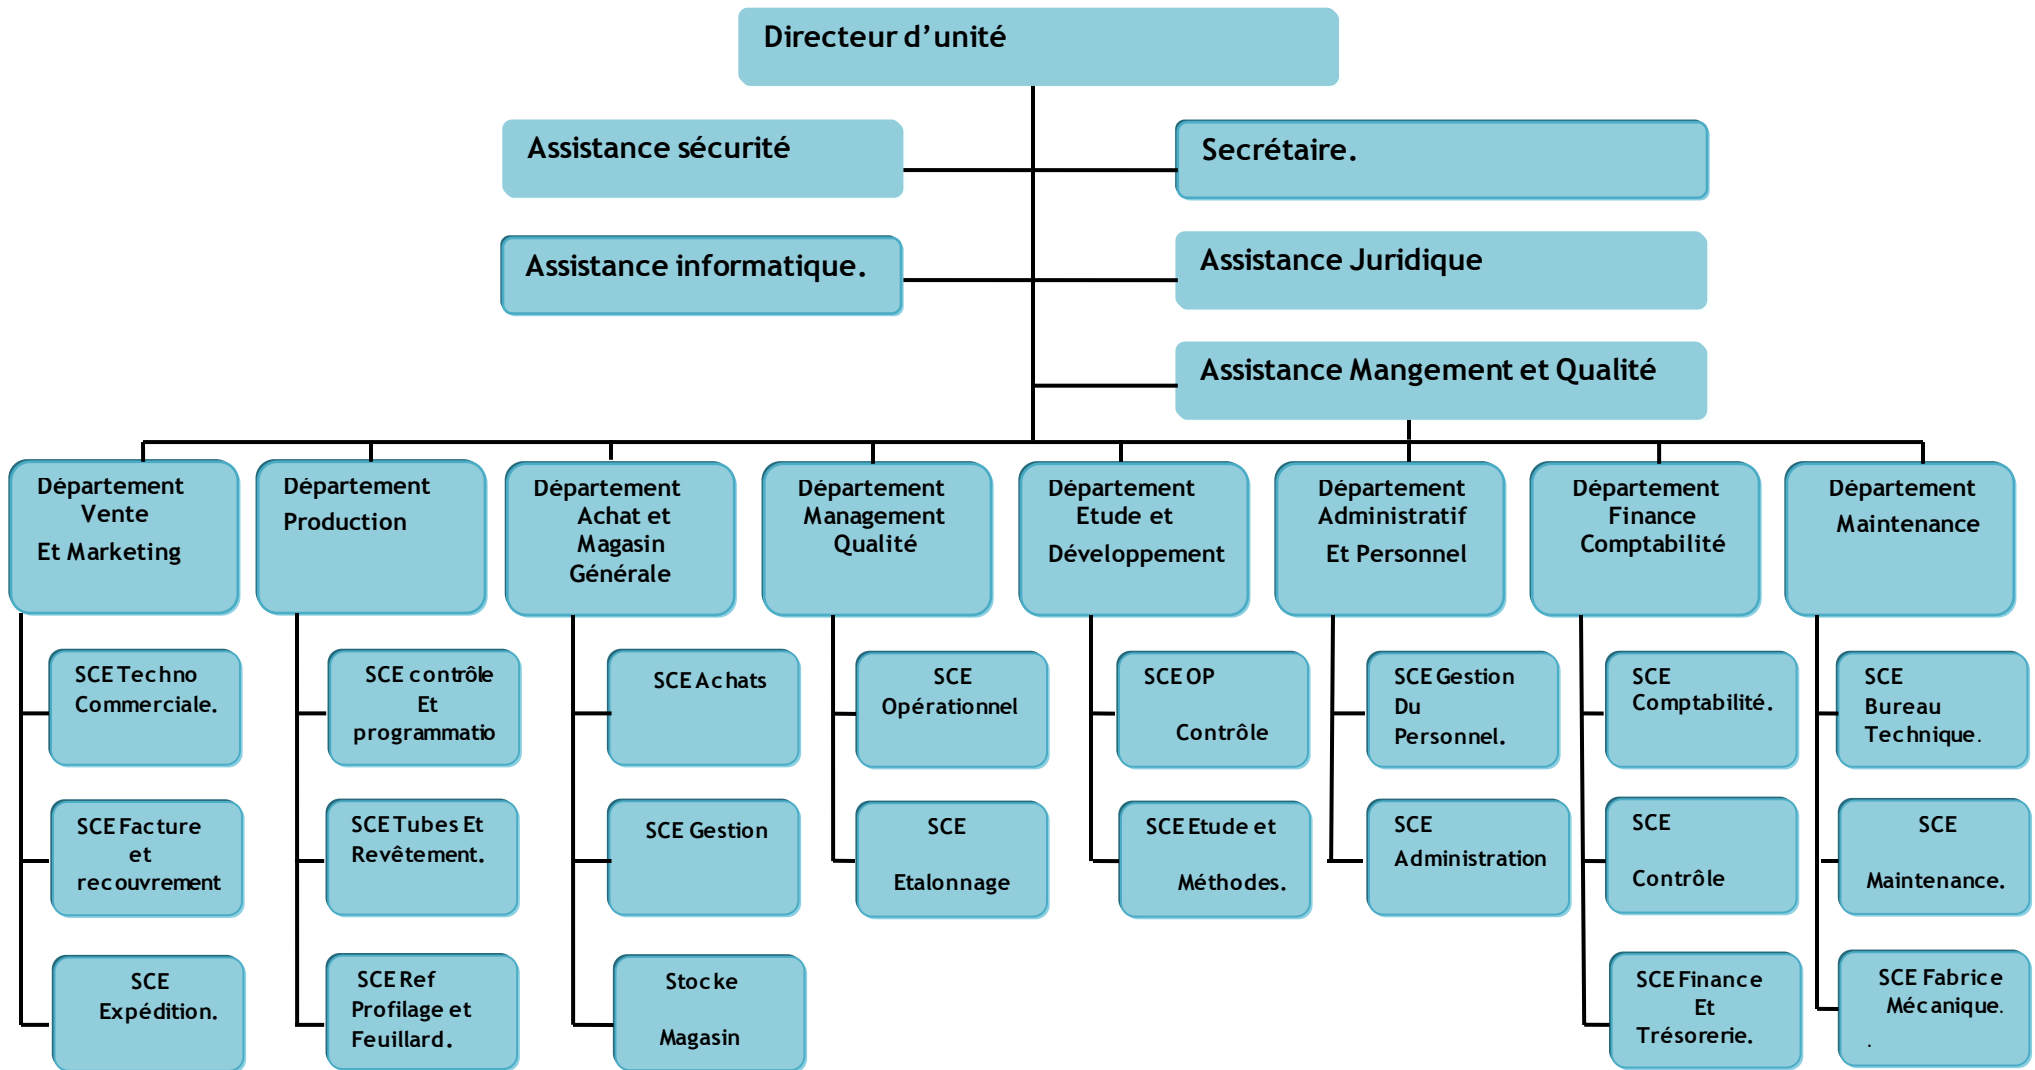 Directeur d’unité
Assistance sécurité
Secrétaire.
Assistance informatique.
Assistance Juridique
Assistance Mangement et Qualité
Département
Vente
Et Marketing
Département
Production
Département
Achat et
Magasin
Générale
Département
Management
Qualité
Département
Etude et
Développement
Département
Administratif
Et Personnel
Département
Finance
Comptabilité
Département
Maintenance
SCE Techno
Commerciale.
SCE contrôle
Et
programmatio
SCE Achats
SCE
Opérationnel
SCE OP
Contrôle
SCE Gestion
Du
Personnel.
SCE
Comptabilité.
SCE
Bureau
Technique.
SCE Facture
et
recouvrement
SCE Tubes Et
Revêtement.
SCE Gestion
SCE
Etalonnage
SCE Etude et
Méthodes.
SCE
Administration
SCE
Contrôle
SCE
Maintenance.
SCE
Expédition.
SCE Ref
Profilage et
Feuillard.
Stocke
Magasin
SCE Finance
Et
Trésorerie.
SCE Fabrice
Mécanique.
.